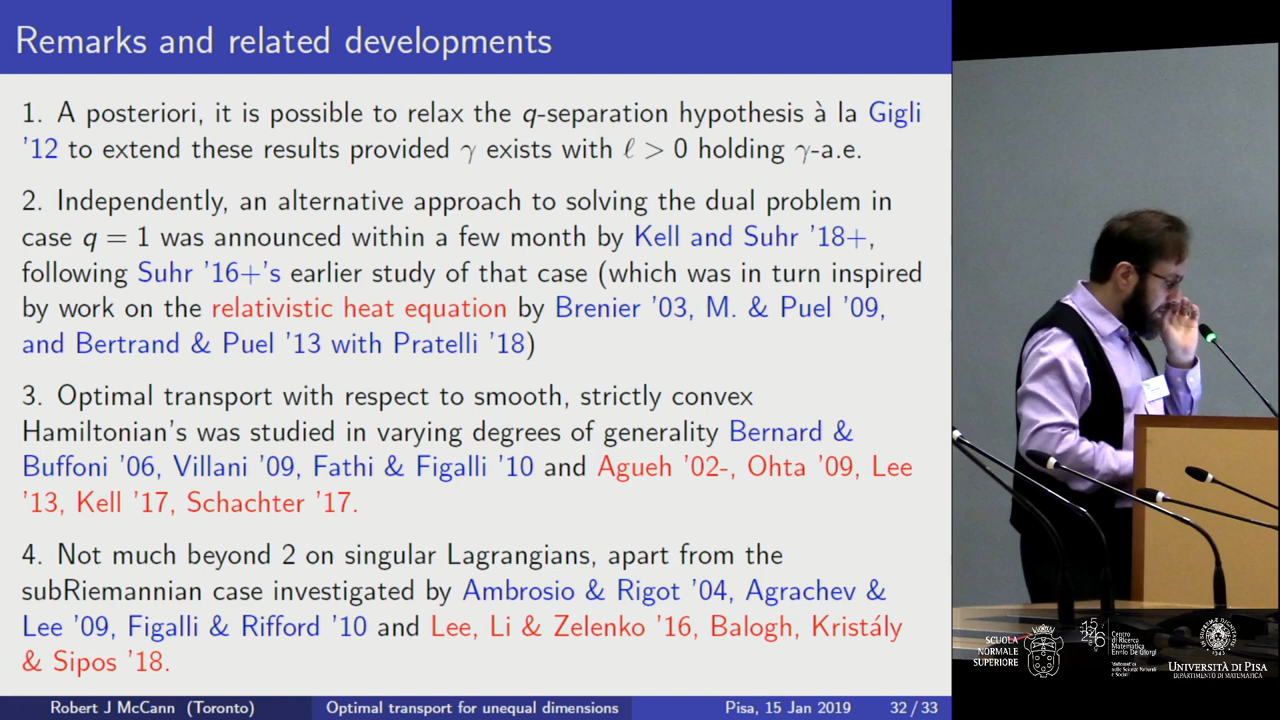 Remarks and related developments
1. A posteriori, it is possible to relax the q-separation hypothesis à la Gigli
'12 to extend these results provided γ exists with ℓ > 0 holding γ-a.e.
2. Independently, an alternative approach to solving the dual problem in
case q = 1 was announced within a few month by Kell and Suhr '18+,
following Suhr '16+'s earlier study of that case (which was in turn inspired
by work on the relativistic heat equation by Brenier '03, M. & Puel '09,
and Bertrand & Puel '13 with Pratelli '18)
3. Optimal transport with respect to smooth, strictly convex
Hamiltonian's was studied in varying degrees of generality Bernard &
Buffoni '06, Villani '09, Fathi & Figalli '10 and Agueh '02-, Ohta '09, Lee
'13, Kell '17, Schachter '17.
4. Not much beyond 2 on singular Lagrangians, apart from the
subRiemannian case investigated by Ambrosio & Rigot '04, Agrachev &
Lee '09, Figalli & Rifford '10 and Lee, Li & Zelenko '16, Balogh, Kristály
& Sipos '18.
Robert J McCann (Toronto) Optimal transport for unequal dimensions Pisa, 15 Jan 2019 32 / 33
SCUOLA
NORMALE
SUPERIORE
Centro
di Ricerca
Matematica
Ennio De Giorgi
UNIVERSITÀ DI PISA
DIPARTIMENTO DI MATEMATICA